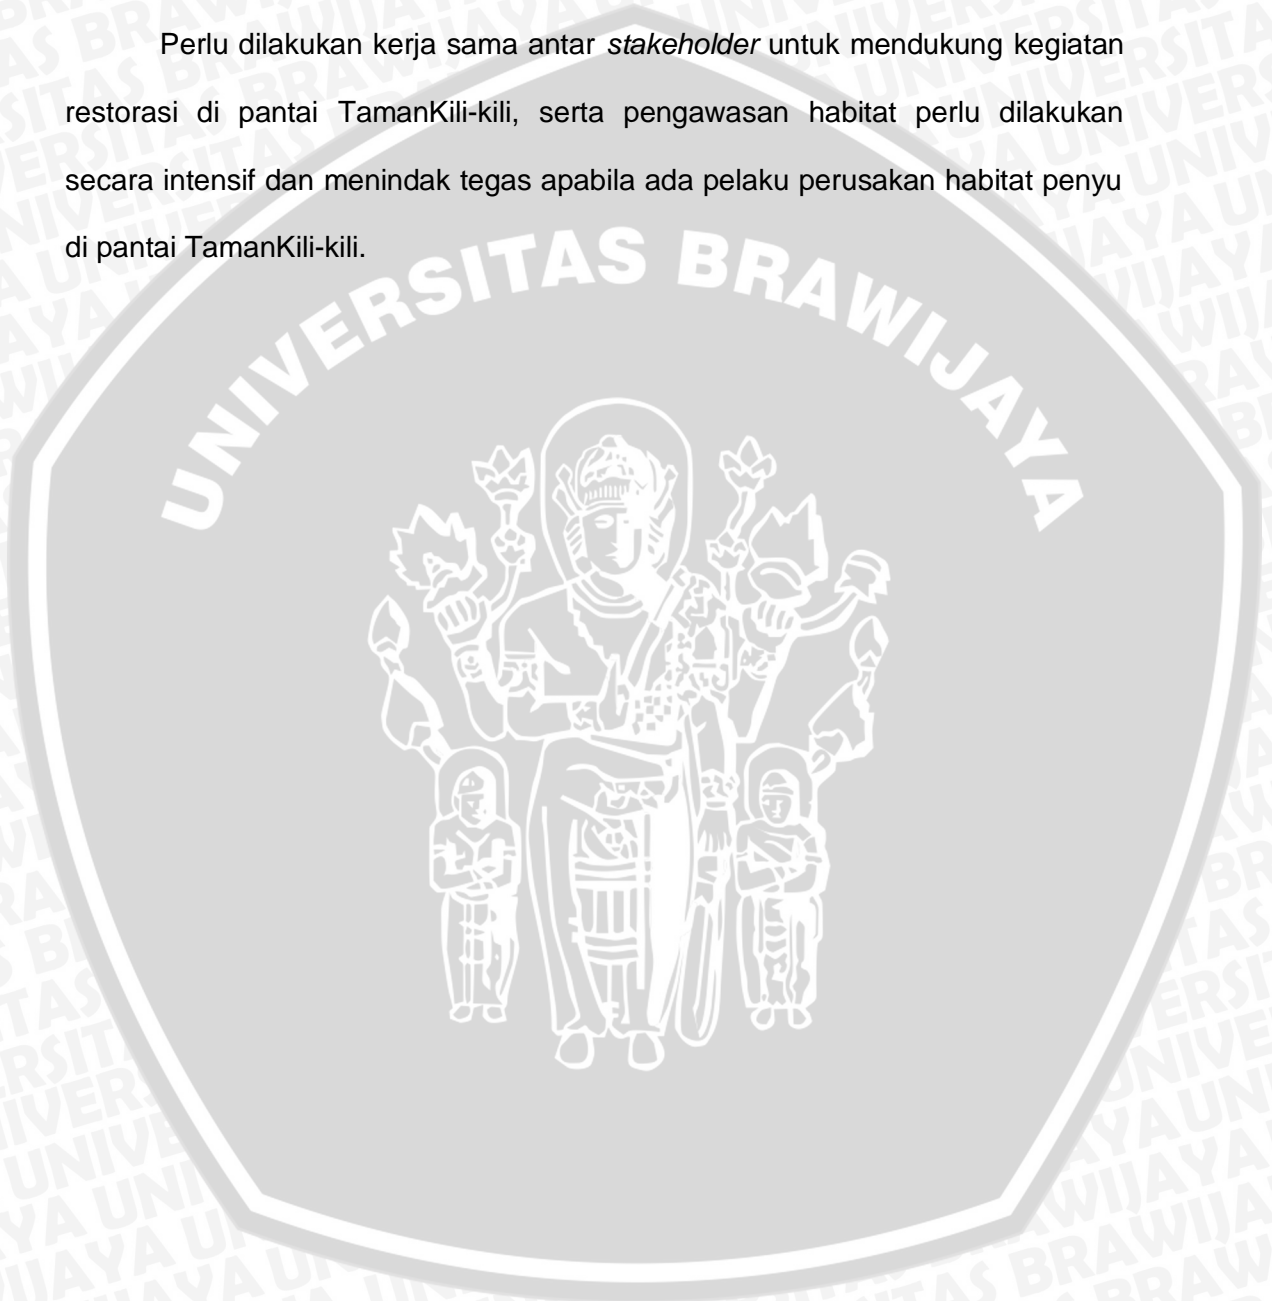 Perlu dilakukan kerja sama antar stakeholder untuk mendukung kegiatan
restorasi di pantai TamanKili-kili, serta pengawasan habitat perlu dilakukan
secara intensif dan menindak tegas apabila ada pelaku perusakan habitat penyu
di pantai TamanKili-kili.
UNIVERSITAS BRAWIJAYA